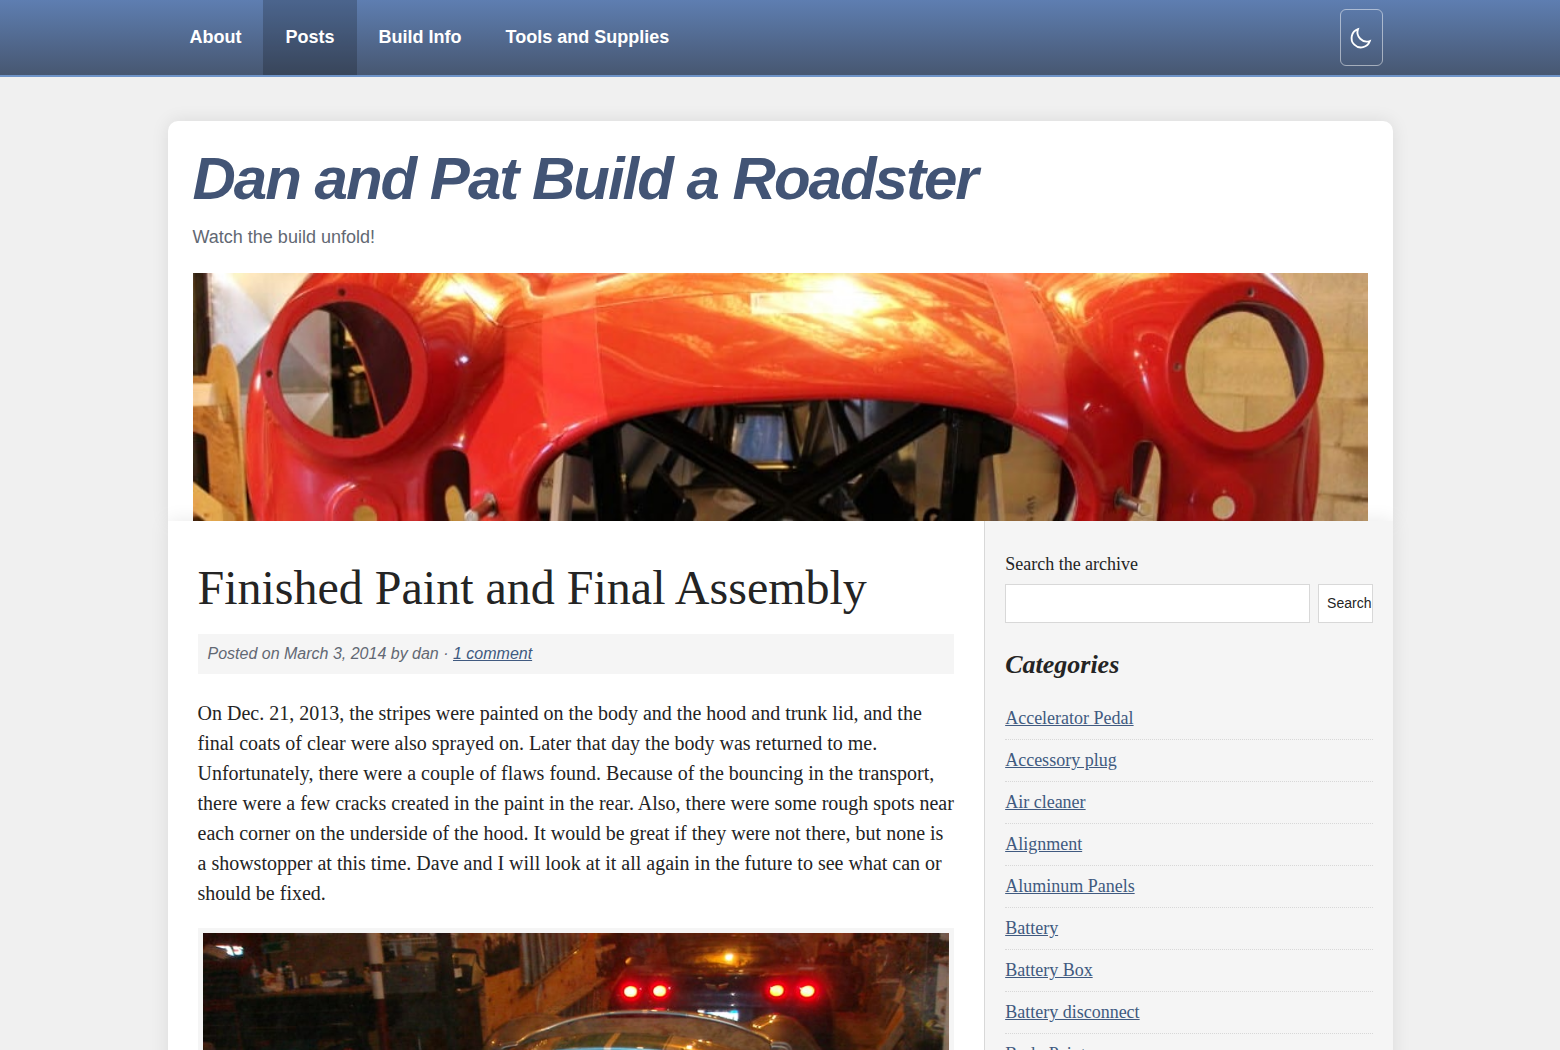 About
Posts
Build Info
Tools and Supplies
Dan and Pat Build a Roadster
Watch the build unfold!
Finished Paint and Final Assembly
Posted on March 3, 2014 by dan · 1 comment
On Dec. 21, 2013, the stripes were painted on the body and the hood and trunk lid, and the
final coats of clear were also sprayed on. Later that day the body was returned to me.
Unfortunately, there were a couple of flaws found. Because of the bouncing in the transport,
there were a few cracks created in the paint in the rear. Also, there were some rough spots near
each corner on the underside of the hood. It would be great if they were not there, but none is
a showstopper at this time. Dave and I will look at it all again in the future to see what can or
should be fixed.
Search the archive
Search
Categories
Accelerator Pedal
Accessory plug
Air cleaner
Alignment
Aluminum Panels
Battery
Battery Box
Battery disconnect